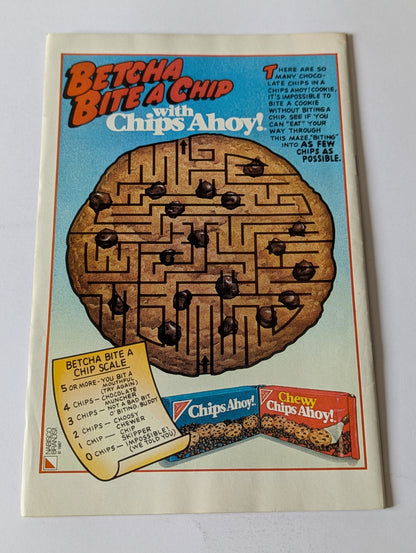 BETCHA
BITE A CHIP
with
Chips Ahoy!®
THERE ARE SO
MANY CHOCO-
LATE CHIPS IN A
CHIPS AHOY! COOKIE,
IT'S IMPOSSIBLE TO
BITE A COOKIE
WITHOUT BITING A
CHIP. SEE IF YOU
CAN "EAT" YOUR
WAY THROUGH
THIS MAZE, "BITING"
INTO AS FEW
CHIPS AS
POSSIBLE.
BETCHA BITE A
CHIP SCALE
5 OR MORE - YOU BIT A
MOUTHFUL
(TRY AGAIN)
4 CHIPS - CHOCOLATE
MUNCHER
3 CHIPS - NOT A BAD BIT
O' BITING, BUDDY
2 CHIPS - CHOOSY
CHEWER
1 CHIP - CHIP
SKIPPER
0 CHIPS - IMPOSSIBLE!
(WE TOLD YOU)
Chips Ahoy!
Chewy
Chips Ahoy!
NABISCO
BRANDS
© 1987